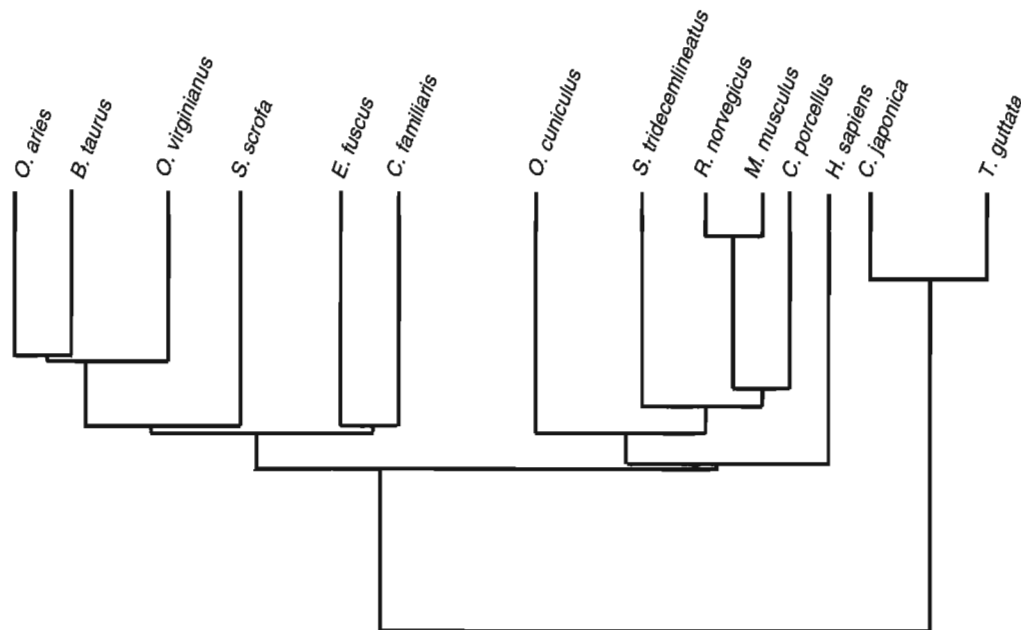 O. aries
B. taurus
O. virginianus
S. scrofa
E. fuscus
C. familiaris
O. cuniculus
S. tridecemlineatus
R. norvegicus
M. musculus
C. porcellus
H. sapiens
C. japonica
T. guttata